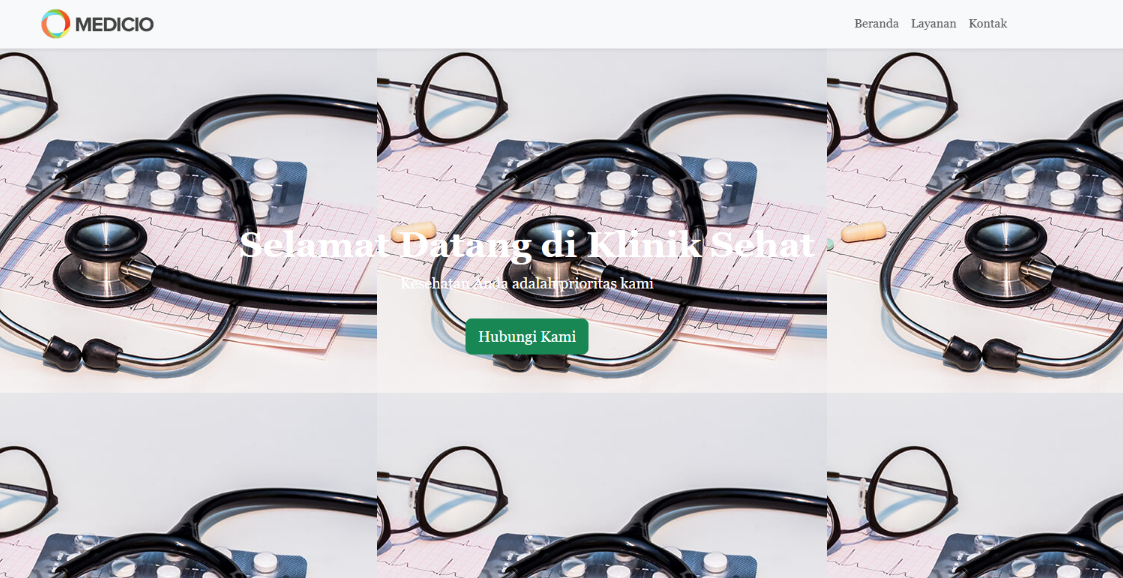 MEDICIO
Beranda Layanan Kontak
Selamat Datang di Klinik Sehat
Kesehatan Anda adalah prioritas kami
Hubungi Kami